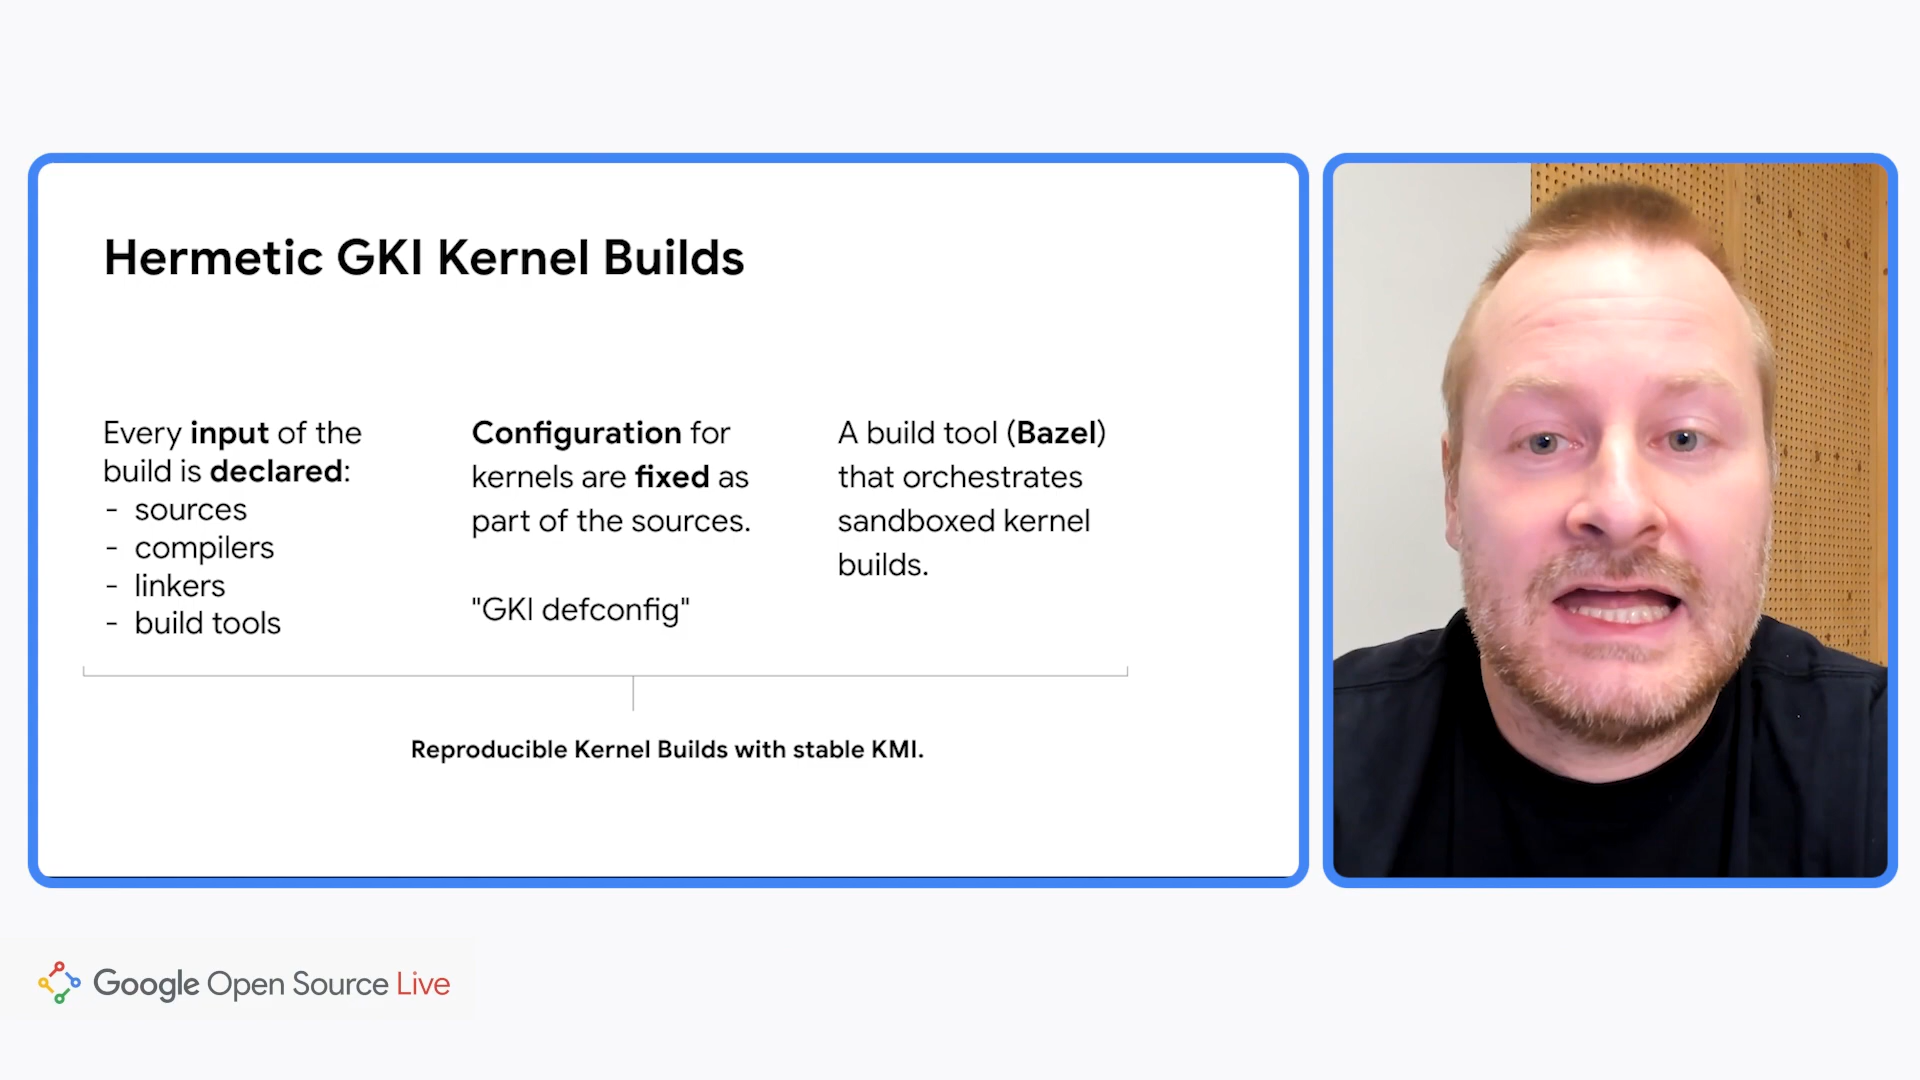 Hermetic GKI Kernel Builds
Every input of the
build is declared:
- sources
- compilers
- linkers
- build tools
Configuration for
kernels are fixed as
part of the sources.
"GKI defconfig"
A build tool (Bazel)
that orchestrates
sandboxed kernel
builds.
Reproducible Kernel Builds with stable KMI.
Google Open Source Live